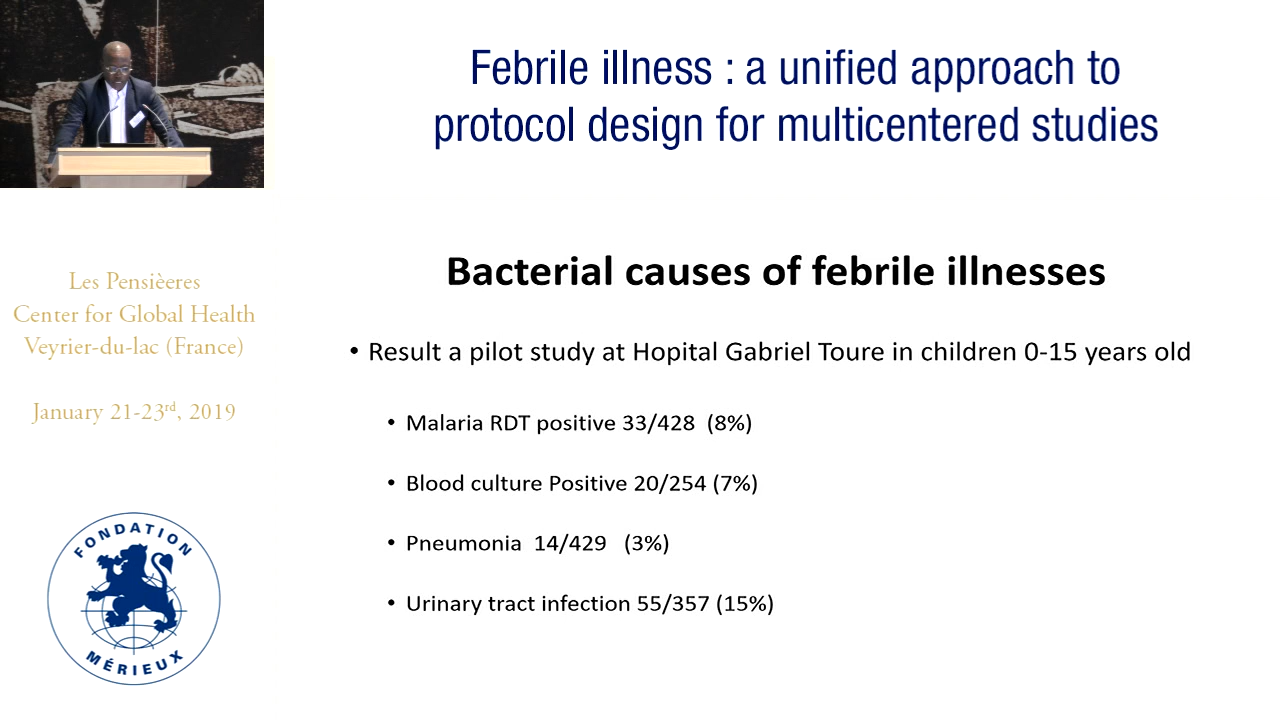 Febrile illness : a unified approach to
protocol design for multicentered studies
Les Pensièeres
Center for Global Health
Veyrier-du-lac (France)
January 21-23rd, 2019
FONDATION
MÉRIEUX
Bacterial causes of febrile illnesses
• Result a pilot study at Hopital Gabriel Toure in children 0-15 years old
• Malaria RDT positive 33/428 (8%)
• Blood culture Positive 20/254 (7%)
• Pneumonia 14/429 (3%)
• Urinary tract infection 55/357 (15%)